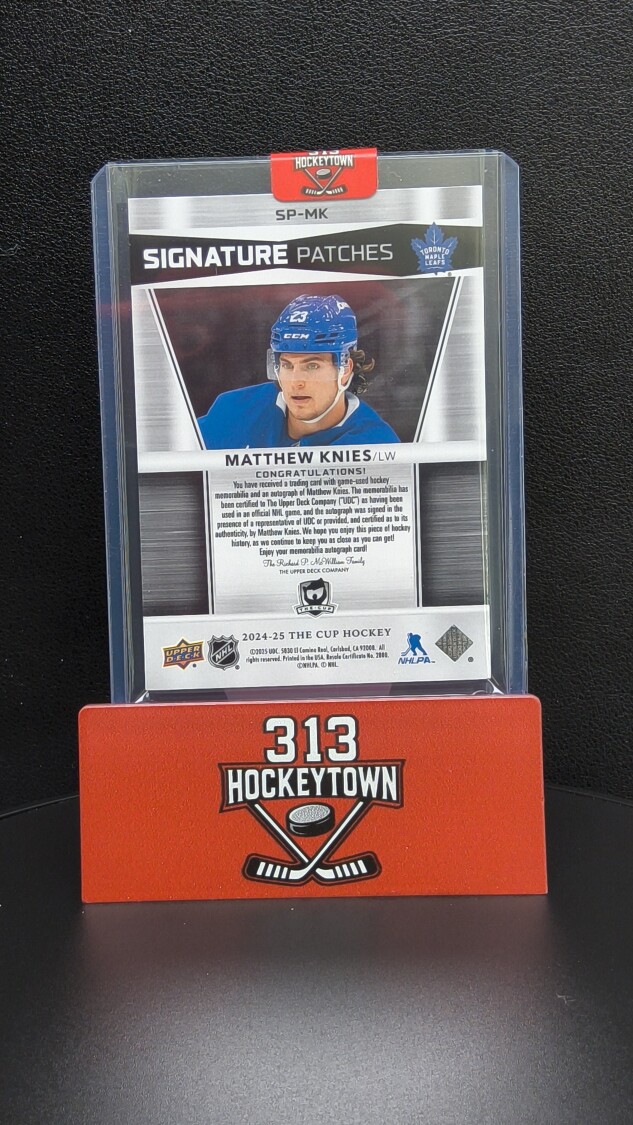 313
HOCKEYTOWN
SP-MK
SIGNATURE PATCHES
TORONTO
MAPLE
LEAFS
23
CCM
MATTHEW KNIES/LW
CONGRATULATIONS!
You have received a trading card with game-used hockey
memorabilia and an autograph of Matthew Knies. The memorabilia has
been certified to The Upper Deck Company ("UDC") as having been
used in an official NHL game, and the autograph was signed in the
presence of a representative of UDC or provided, and certified as to its
authenticity, by Matthew Knies. We hope you enjoy this piece of hockey
history, as we continue to keep you as close as you can get!
Enjoy your memorabilia autograph card!
The Richard P. McWilliam Family
THE UPPER DECK COMPANY
THE CUP
2024-25 THE CUP HOCKEY
UPPER
DECK
NHL
©2025 UDC. 5830 El Camino Real, Carlsbad, CA 92008. All
rights reserved. Printed in the USA. Resale Certificate No. 2000.
©NHLPA. © NHL.
NHLPA
313
HOCKEYTOWN